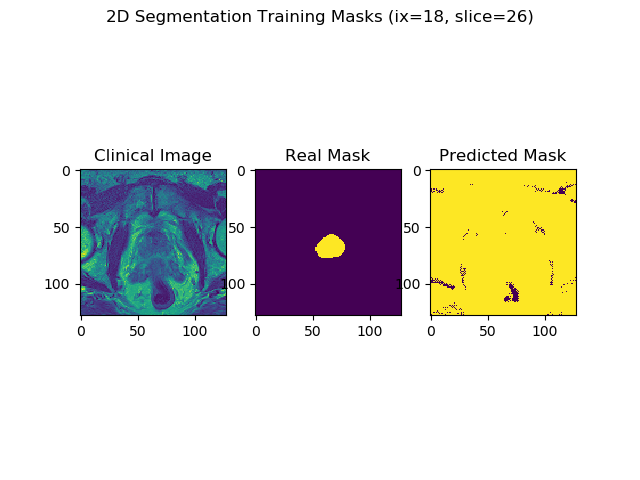 2D Segmentation Training Masks (ix=18, slice=26)
Clinical Image Real Mask Predicted Mask
0 0 0
50 50 50
100 100 100
0 50 100 0 50 100 0 50 100